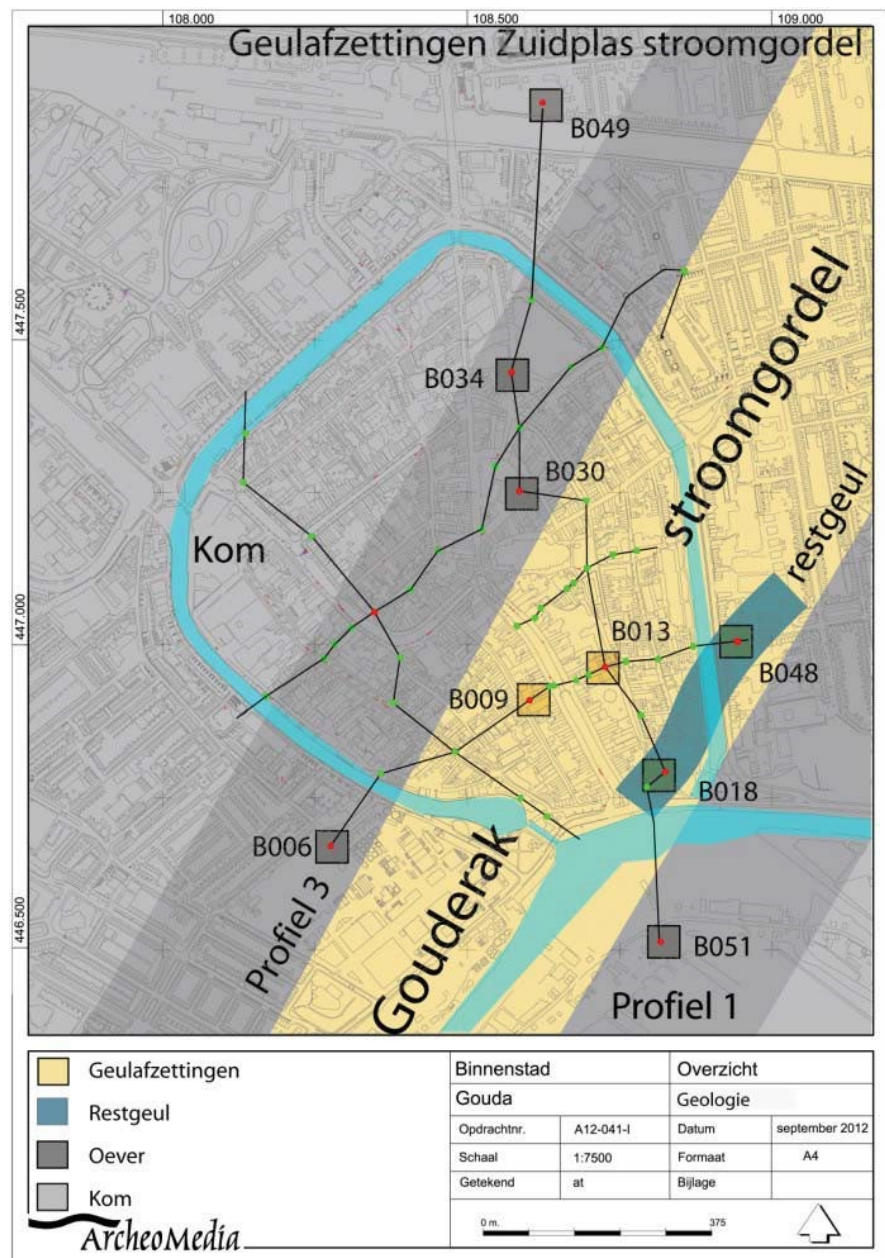 108.000
108.500
109.000
Geulafzettingen Zuidplas stroomgordel
B049
447.500
stroomgordel
B034
B030
restgeul
Kom
447.000
B013
B048
B009
B018
B006
Gouderak
Profiel 3
446.500
B051
Profiel 1
Geulafzettingen
Restgeul
Oever
Kom
ArcheoMedia
Binnenstad
Overzicht
Gouda
Geologie
Opdrachtnr.
A12-041-I
Datum
september 2012
Schaal
1:7500
Formaat
A4
Getekend
at
Bijlage
0 m.
375